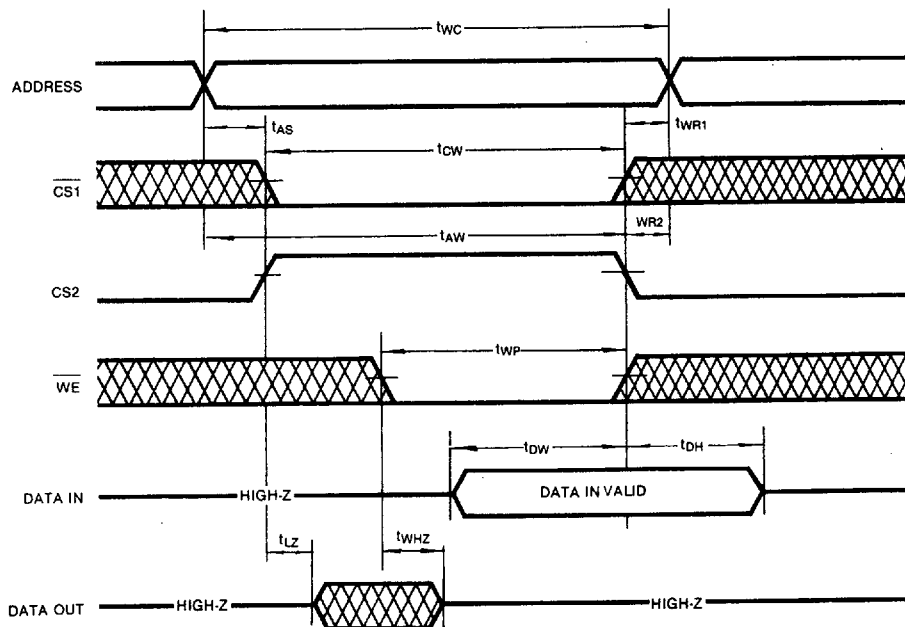 tWC
ADDRESS
tAS
tWR1
tCW
CS1
WR2
tAW
CS2
tWP
WE
tDW
tDH
DATA IN
HIGH-Z
DATA IN VALID
tLZ
tWHZ
DATA OUT
HIGH-Z
HIGH-Z